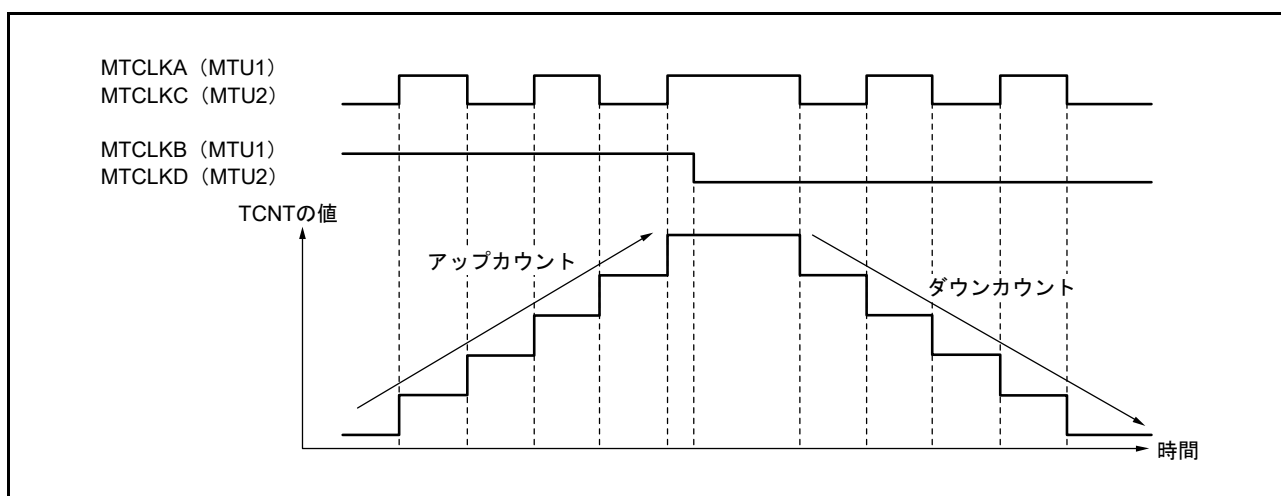 MTCLKA（MTU1）
MTCLKC（MTU2）
MTCLKB（MTU1）
MTCLKD（MTU2）
TCNTの値
アップカウント
ダウンカウント
時間